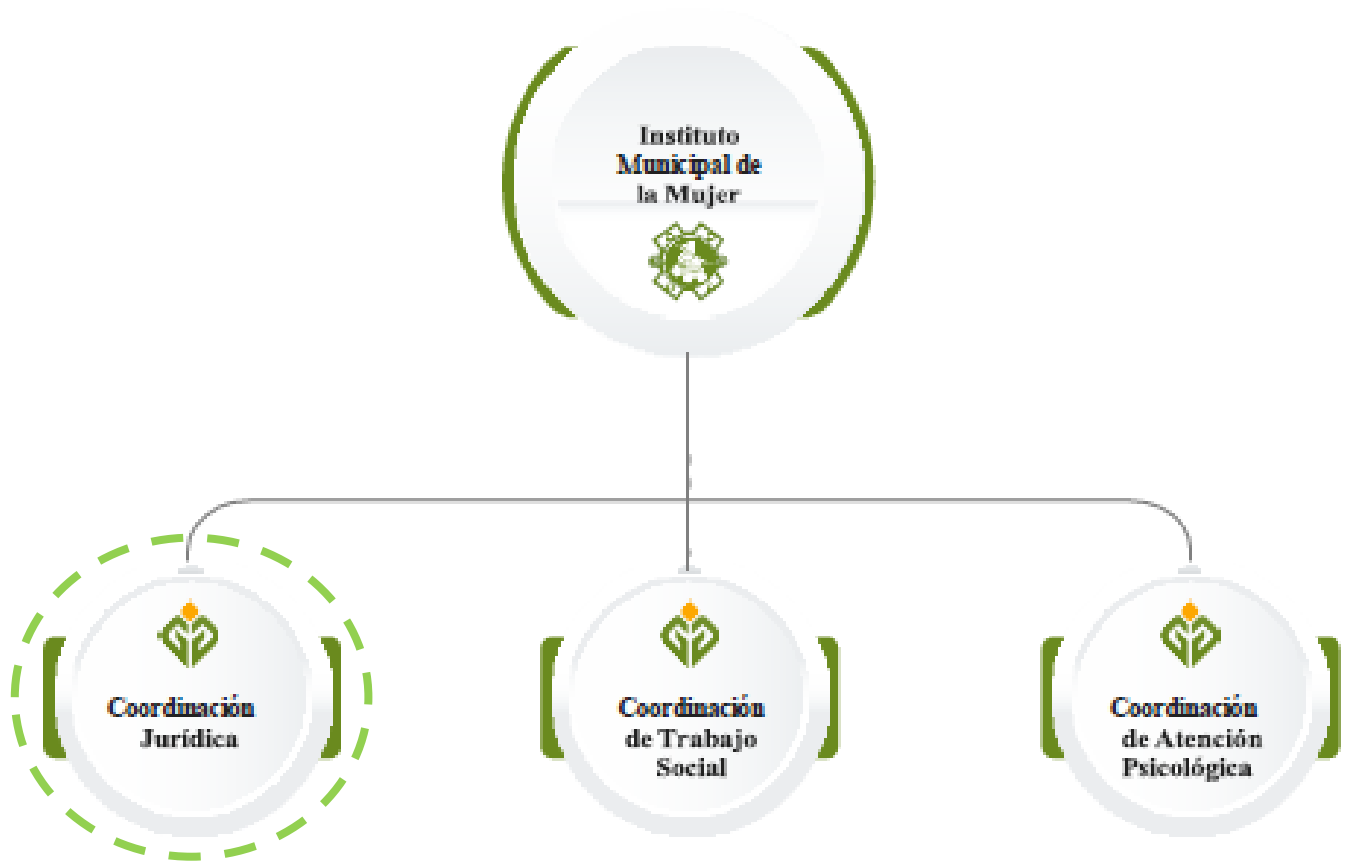 Instituto
Municipal de
la Mujer
Coordinación
Jurídica
Coordinación
de Trabajo
Social
Coordinación
de Atención
Psicológica